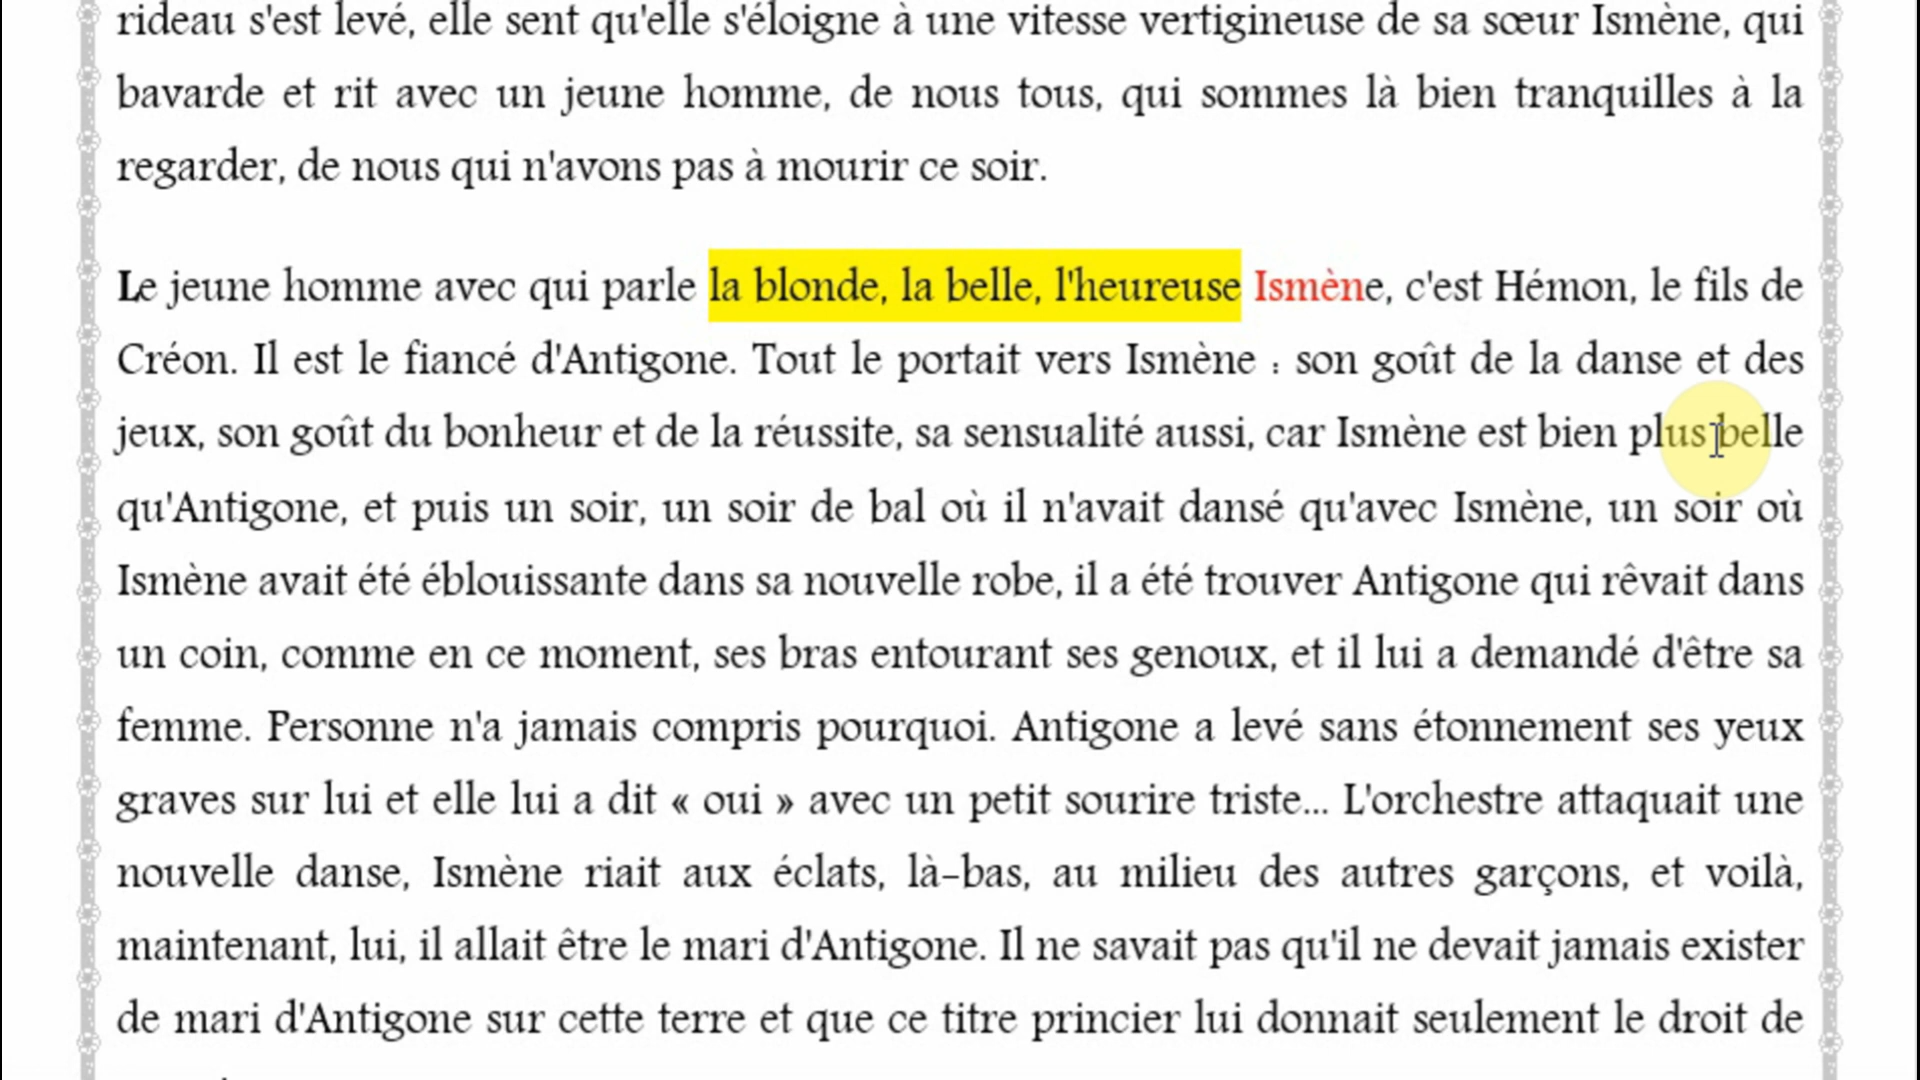 rideau s'est levé, elle sent qu'elle s'éloigne à une vitesse vertigineuse de sa sœur Ismène, qui
bavarde et rit avec un jeune homme, de nous tous, qui sommes là bien tranquilles à la
regarder, de nous qui n'avons pas à mourir ce soir.
Le jeune homme avec qui parle la blonde, la belle, l'heureuse Ismène, c'est Hémon, le fils de
Créon. Il est le fiancé d'Antigone. Tout le portait vers Ismène : son goût de la danse et des
jeux, son goût du bonheur et de la réussite, sa sensualité aussi, car Ismène est bien plus belle
qu'Antigone, et puis un soir, un soir de bal où il n'avait dansé qu'avec Ismène, un soir où
Ismène avait été éblouissante dans sa nouvelle robe, il a été trouver Antigone qui rêvait dans
un coin, comme en ce moment, ses bras entourant ses genoux, et il lui a demandé d'être sa
femme. Personne n'a jamais compris pourquoi. Antigone a levé sans étonnement ses yeux
graves sur lui et elle lui a dit « oui » avec un petit sourire triste... L'orchestre attaquait une
nouvelle danse, Ismène riait aux éclats, là-bas, au milieu des autres garçons, et voilà,
maintenant, lui, il allait être le mari d'Antigone. Il ne savait pas qu'il ne devait jamais exister
de mari d'Antigone sur cette terre et que ce titre princier lui donnait seulement le droit de